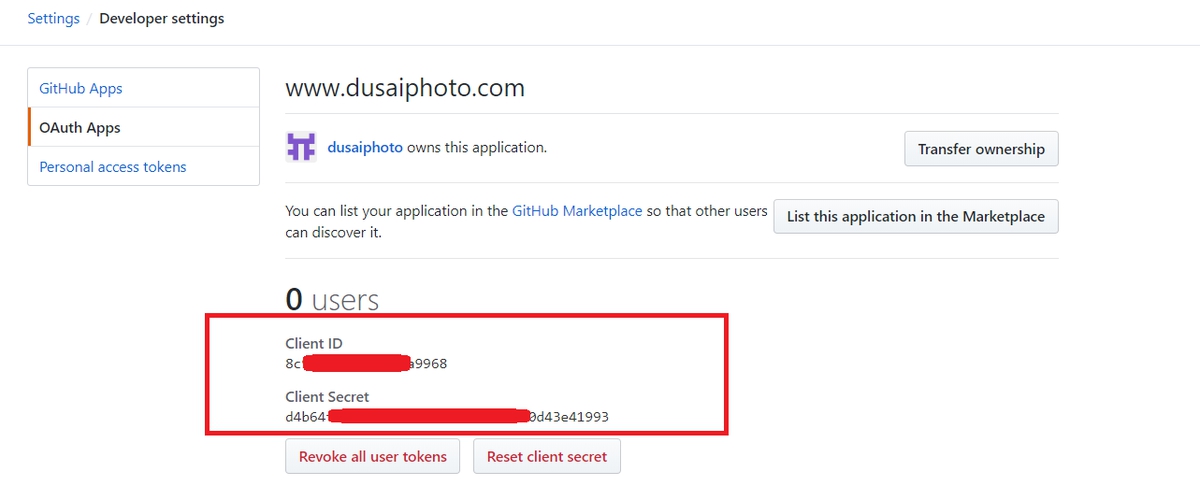 Settings / Developer settings
GitHub Apps
OAuth Apps
Personal access tokens
www.dusaiphoto.com
dusaiphoto owns this application.
Transfer ownership
You can list your application in the GitHub Marketplace so that other users
can discover it.
List this application in the Marketplace
0 users
Client ID
8c a9968
Client Secret
d4b64 0d43e41993
Revoke all user tokens
Reset client secret